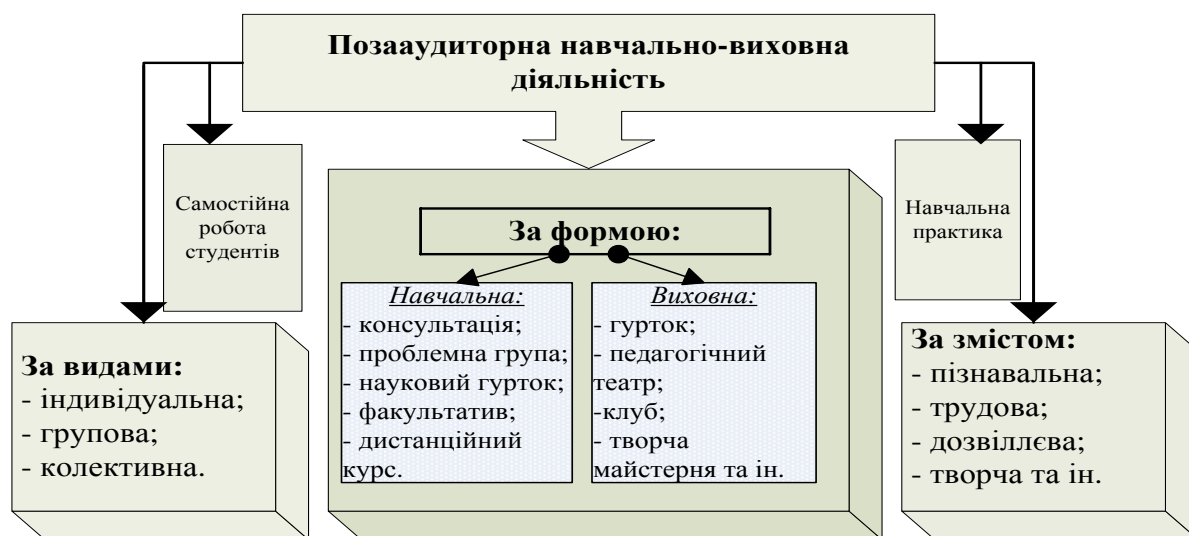 Позааудиторна навчально-виховна
діяльність
Самостійна
робота
студентів
Навчальна
практика
За формою:
Навчальна:
- консультація;
- проблемна група;
- науковий гурток;
- факультатив;
- дистанційний
курс.
Виховна:
- гурток;
- педагогічний
театр;
-клуб;
- творча
майстерня та ін.
За видами:
- індивідуальна;
- групова;
- колективна.
За змістом:
- пізнавальна;
- трудова;
- дозвіллєва;
- творча та ін.